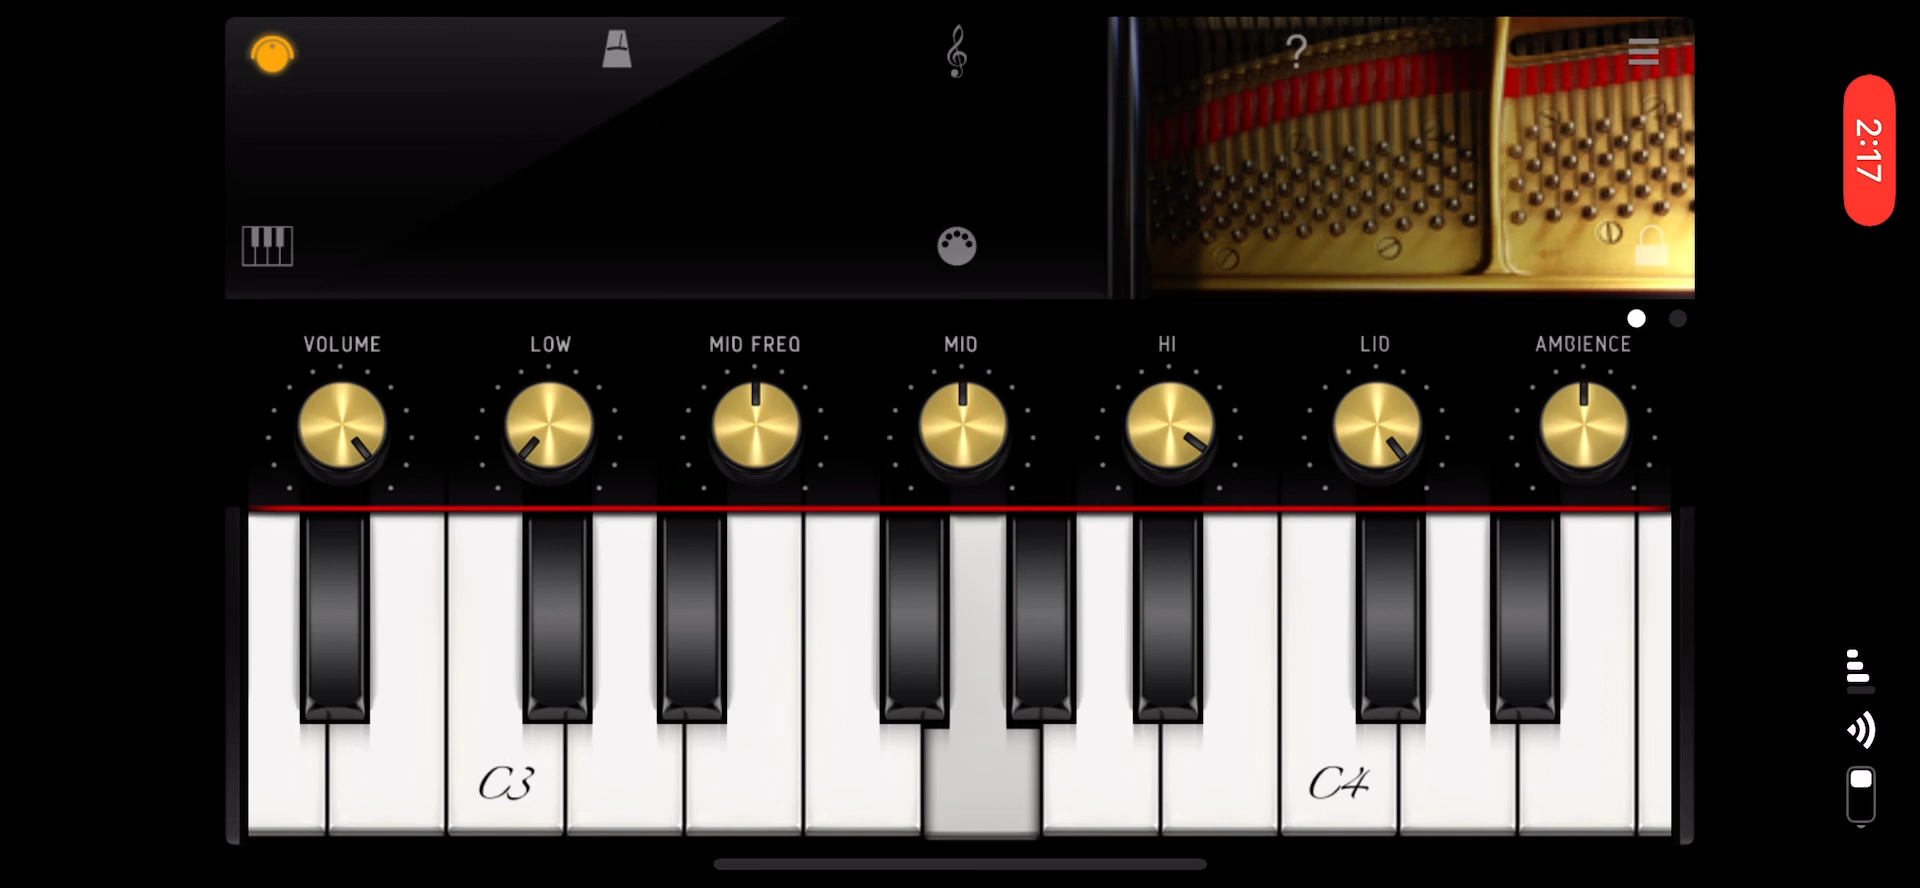 ?
2:17
VOLUME
LOW
MID FREQ
MID
HI
LID
AMBIENCE
C3
C4